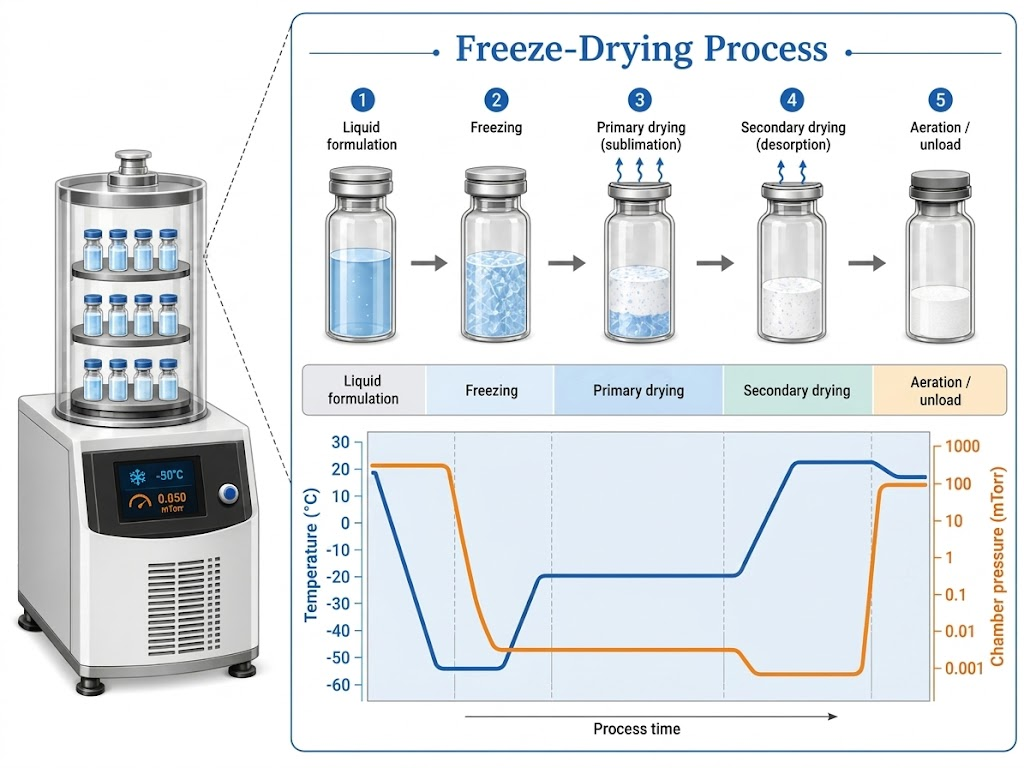 Freeze-Drying Process
1
2
3
4
5
Liquid
formulation
Freezing
Primary drying
(sublimation)
Secondary drying
(desorption)
Aeration /
unload
-50°C
0.050
mTorr
Liquid
formulation
Freezing
Primary drying
Secondary drying
Aeration /
unload
Temperature (°C)
30
20
10
0
-10
-20
-30
-40
-50
-60
1000
100
10
1
0.1
0.01
0.001
Chamber pressure (mTorr)
Process time